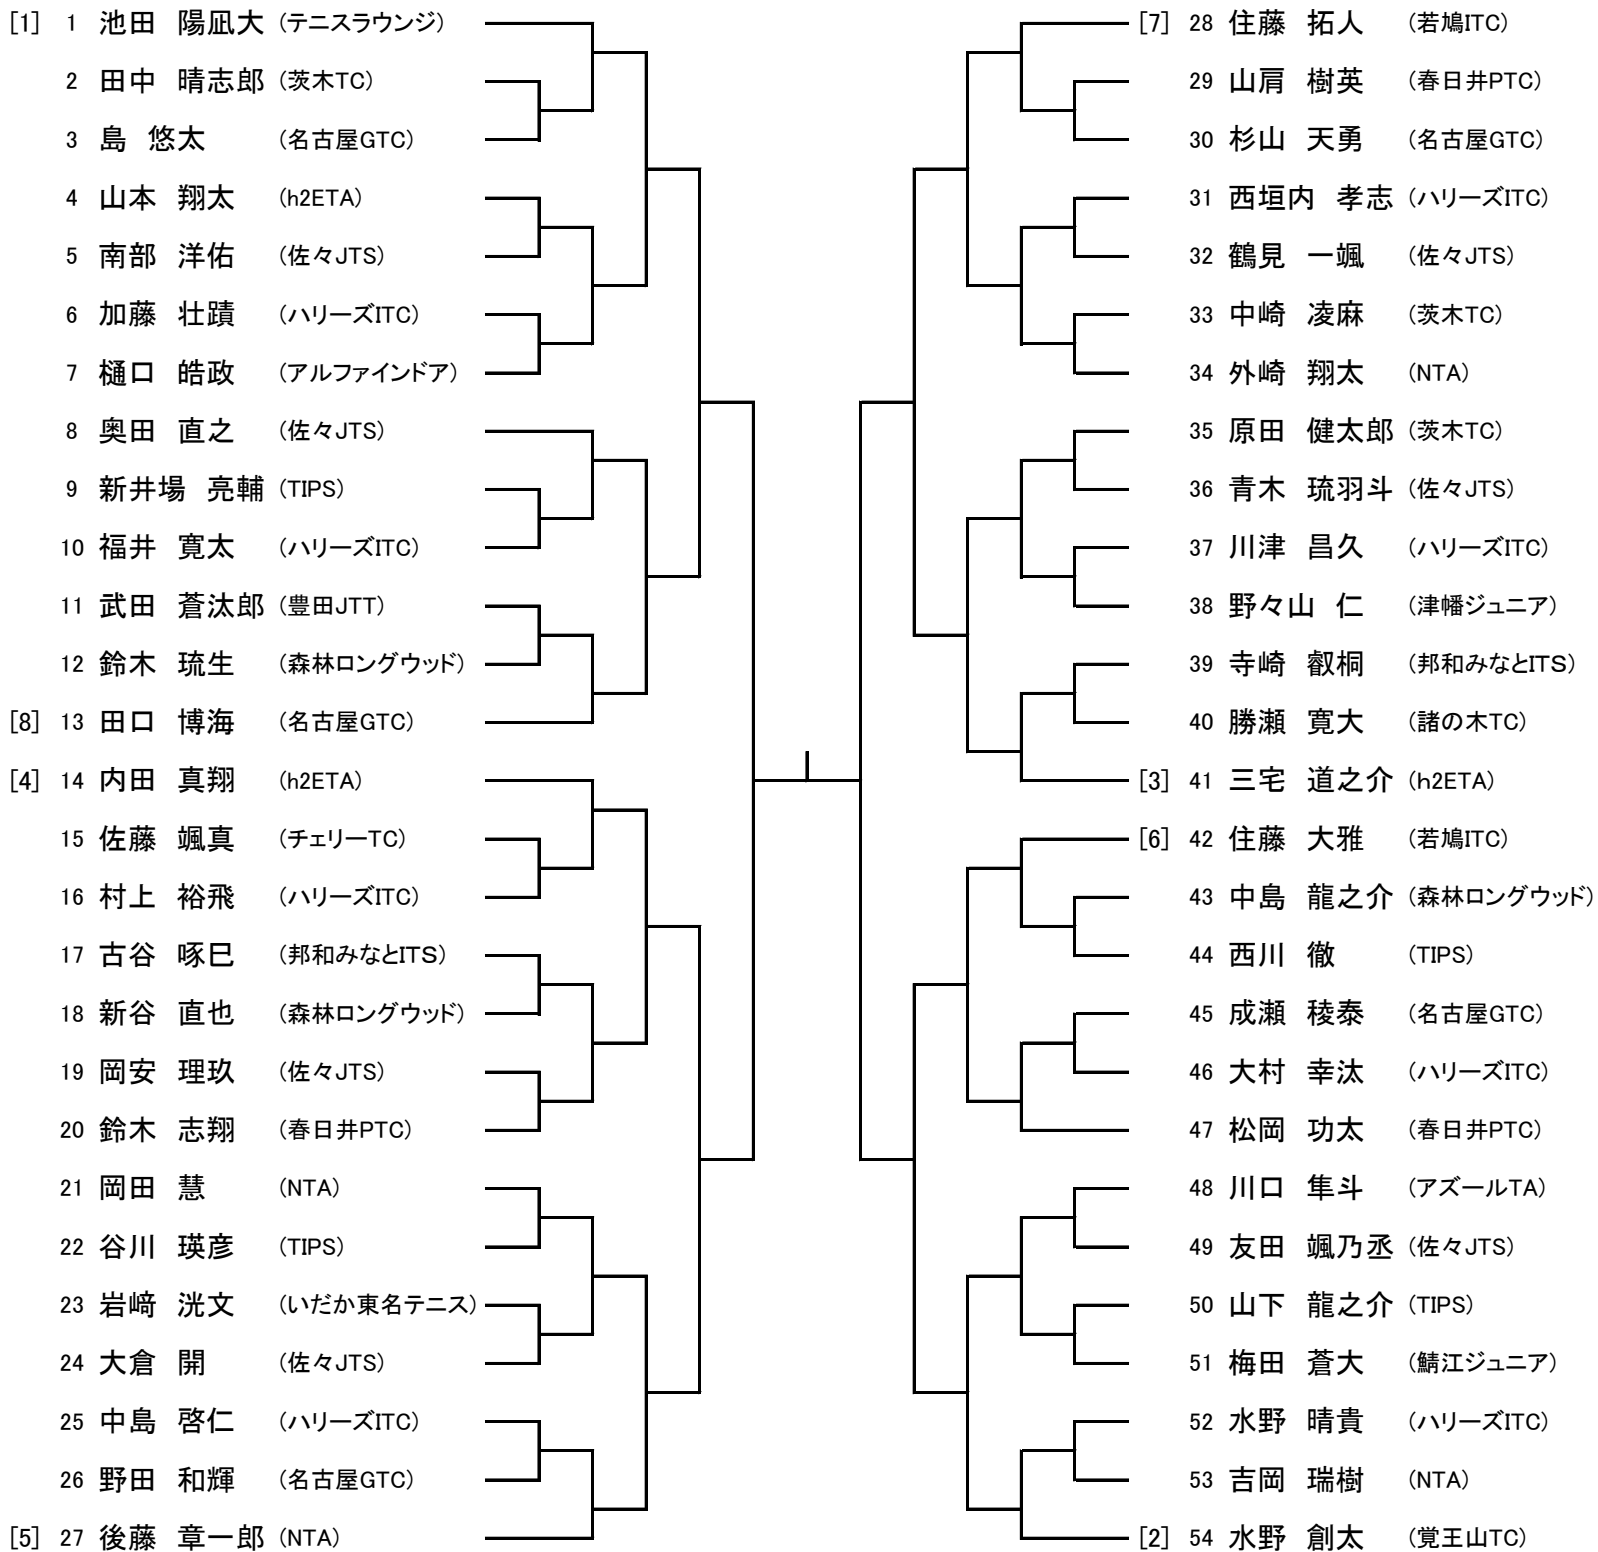 [1] 1 池田 陽凪大 (テニスラウンジ)
2 田中 晴志郎 (茨木TC)
3 島 悠太 (名古屋GTC)
4 山本 翔太 (h2ETA)
5 南部 洋佑 (佐々JTS)
6 加藤 壮蹟 (ハリーズITC)
7 樋口 皓政 (アルファインドア)
8 奥田 直之 (佐々JTS)
9 新井場 亮輔 (TIPS)
10 福井 寛太 (ハリーズITC)
11 武田 蒼汰郎 (豊田JTT)
12 鈴木 琉生 (森林ロングウッド)
[8] 13 田口 博海 (名古屋GTC)
[4] 14 内田 真翔 (h2ETA)
15 佐藤 颯真 (チェリーTC)
16 村上 裕飛 (ハリーズITC)
17 古谷 啄巳 (邦和みなとITS)
18 新谷 直也 (森林ロングウッド)
19 岡安 理玖 (佐々JTS)
20 鈴木 志翔 (春日井PTC)
21 岡田 慧 (NTA)
22 谷川 瑛彦 (TIPS)
23 岩﨑 洸文 (いだか東名テニス)
24 大倉 開 (佐々JTS)
25 中島 啓仁 (ハリーズITC)
26 野田 和輝 (名古屋GTC)
[5] 27 後藤 章一郎 (NTA)
[7] 28 住藤 拓人 (若鳩ITC)
29 山肩 樹英 (春日井PTC)
30 杉山 天勇 (名古屋GTC)
31 西垣内 孝志 (ハリーズITC)
32 鶴見 一颯 (佐々JTS)
33 中崎 凌麻 (茨木TC)
34 外崎 翔太 (NTA)
35 原田 健太郎 (茨木TC)
36 青木 琉羽斗 (佐々JTS)
37 川津 昌久 (ハリーズITC)
38 野々山 仁 (津幡ジュニア)
39 寺崎 叡桐 (邦和みなとITS)
40 勝瀬 寛大 (諸の木TC)
[3] 41 三宅 道之介 (h2ETA)
[6] 42 住藤 大雅 (若鳩ITC)
43 中島 龍之介 (森林ロングウッド)
44 西川 徹 (TIPS)
45 成瀬 稜泰 (名古屋GTC)
46 大村 幸汰 (ハリーズITC)
47 松岡 功太 (春日井PTC)
48 川口 隼斗 (アズールTA)
49 友田 颯乃丞 (佐々JTS)
50 山下 龍之介 (TIPS)
51 梅田 蒼大 (鯖江ジュニア)
52 水野 晴貴 (ハリーズITC)
53 吉岡 瑞樹 (NTA)
[2] 54 水野 創太 (覚王山TC)